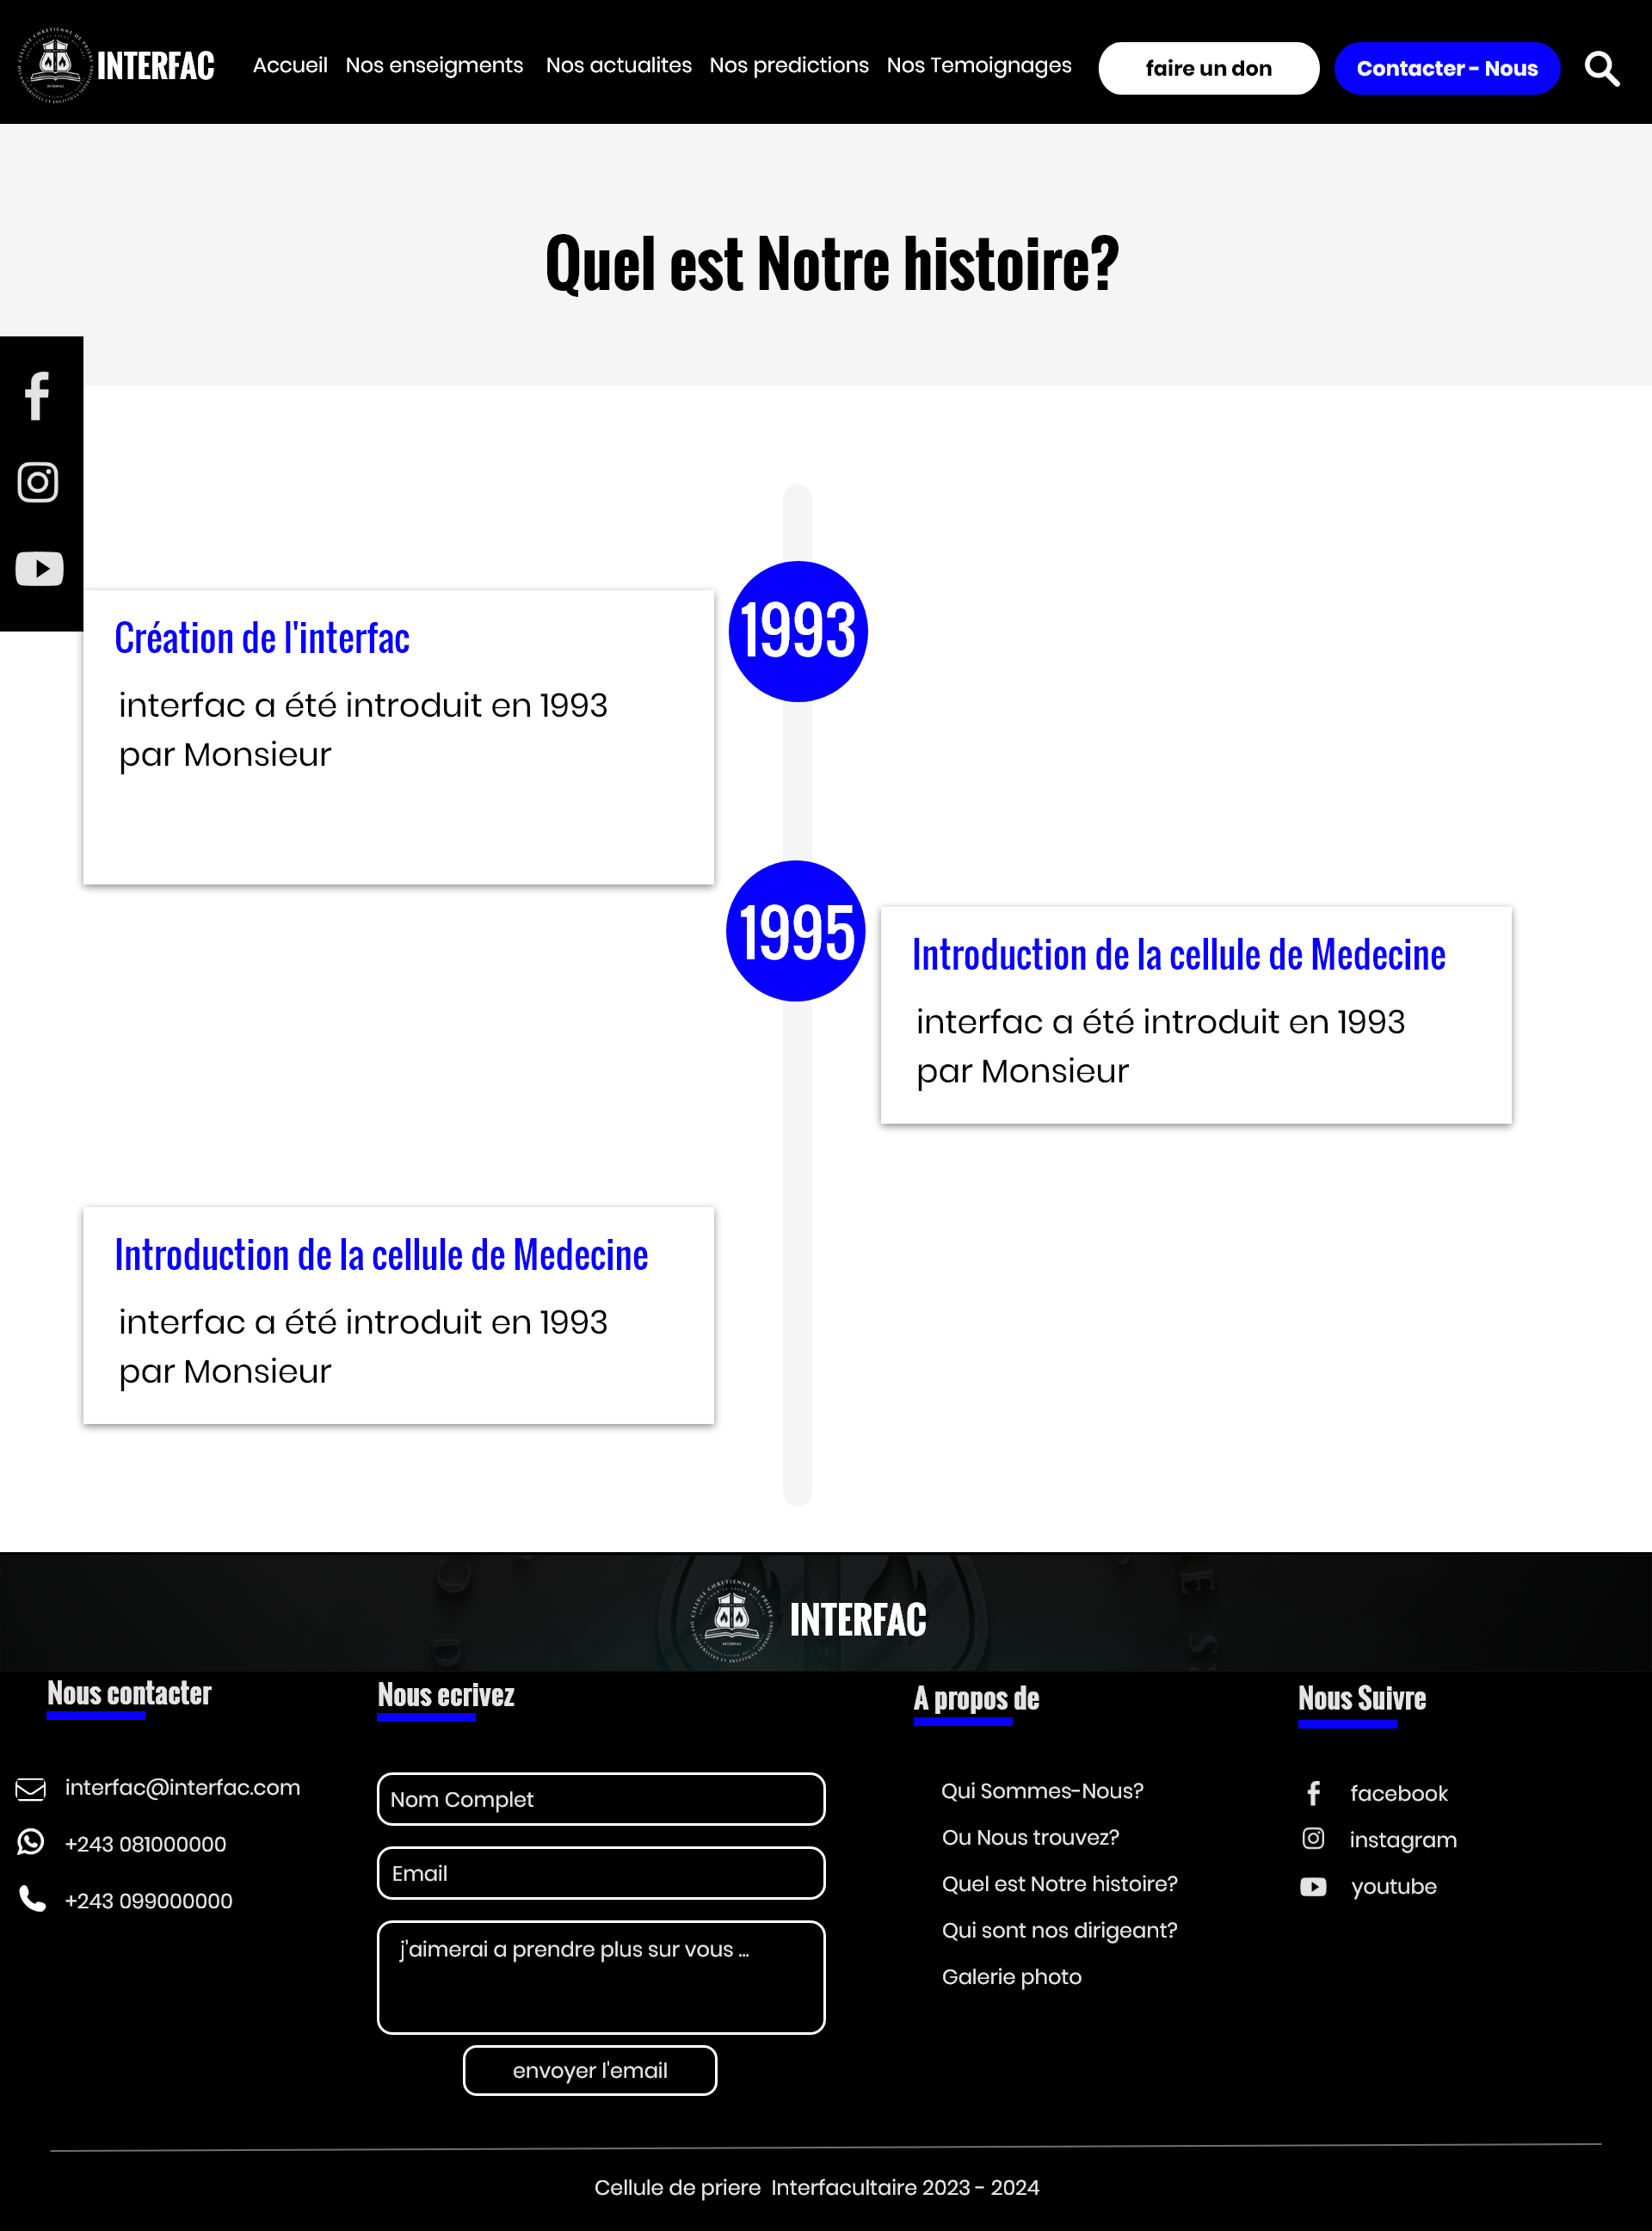 INTERFAC
Accueil
Nos enseigments
Nos actualites
Nos predictions
Nos Temoignages
faire un don
Contacter - Nous
Quel est Notre histoire?
1993
Création de l'interfac
interfac a été introduit en 1993
par Monsieur
1995
Introduction de la cellule de Medecine
interfac a été introduit en 1993
par Monsieur
Introduction de la cellule de Medecine
interfac a été introduit en 1993
par Monsieur
CELLULE CHRETIENNE DE PRIERE
INTERFAC
INTERFAC
Nous contacter
interfac@interfac.com
+243 081000000
+243 099000000
Nous ecrivez
Nom Complet
Email
j'aimerai a prendre plus sur vous ...
envoyer l'email
A propos de
Qui Sommes-Nous?
Ou Nous trouvez?
Quel est Notre histoire?
Qui sont nos dirigeant?
Galerie photo
Nous Suivre
facebook
instagram
youtube
Cellule de priere  Interfacultaire 2023 - 2024